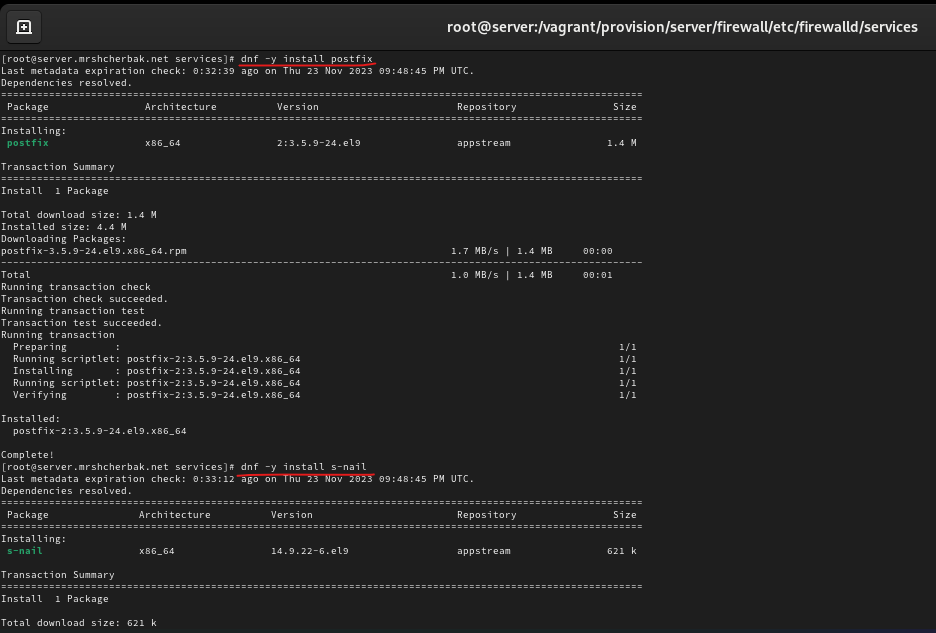 root@server:/vagrant/provision/server/firewall/etc/firewalld/services
[root@server.mrshcherbak.net services]# dnf -y install postfix
Last metadata expiration check: 0:32:39 ago on Thu 23 Nov 2023 09:48:45 PM UTC.
Dependencies resolved.
================================================================================
Package Architecture Version Repository Size
================================================================================
Installing:
postfix x86_64 2:3.5.9-24.el9 appstream 1.4 M
Transaction Summary
================================================================================
Install 1 Package
Total download size: 1.4 M
Installed size: 4.4 M
Downloading Packages:
postfix-3.5.9-24.el9.x86_64.rpm 1.7 MB/s | 1.4 MB 00:00
--------------------------------------------------------------------------------
Total 1.0 MB/s | 1.4 MB 00:01
Running transaction check
Transaction check succeeded.
Running transaction test
Transaction test succeeded.
Running transaction
Preparing : 1/1
Running scriptlet: postfix-2:3.5.9-24.el9.x86_64 1/1
Installing : postfix-2:3.5.9-24.el9.x86_64 1/1
Running scriptlet: postfix-2:3.5.9-24.el9.x86_64 1/1
Verifying : postfix-2:3.5.9-24.el9.x86_64 1/1
Installed:
postfix-2:3.5.9-24.el9.x86_64
Complete!
[root@server.mrshcherbak.net services]# dnf -y install s-nail
Last metadata expiration check: 0:33:12 ago on Thu 23 Nov 2023 09:48:45 PM UTC.
Dependencies resolved.
================================================================================
Package Architecture Version Repository Size
================================================================================
Installing:
s-nail x86_64 14.9.22-6.el9 appstream 621 k
Transaction Summary
================================================================================
Install 1 Package
Total download size: 621 k